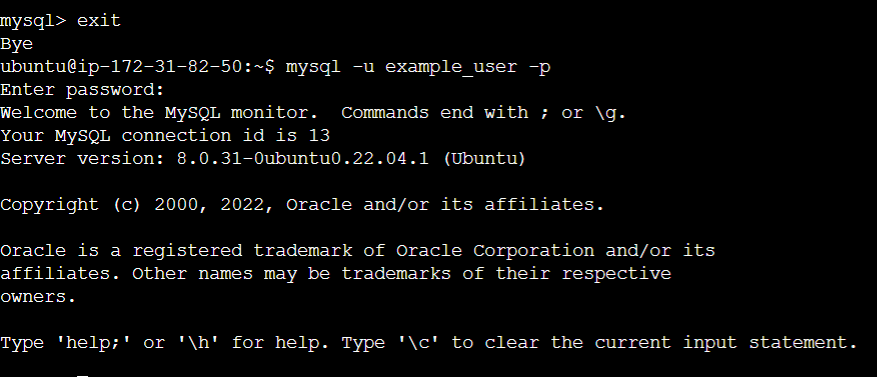 mysql> exit
Bye
ubuntu@ip-172-31-82-50:~$ mysql -u example_user -p
Enter password:
Welcome to the MySQL monitor.  Commands end with ; or \g.
Your MySQL connection id is 13
Server version: 8.0.31-0ubuntu0.22.04.1 (Ubuntu)

Copyright (c) 2000, 2022, Oracle and/or its affiliates.

Oracle is a registered trademark of Oracle Corporation and/or its
affiliates. Other names may be trademarks of their respective
owners.

Type 'help;' or '\h' for help. Type '\c' to clear the current input statement.